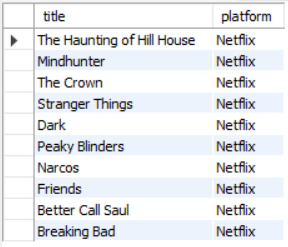 title platform
The Haunting of Hill House Netflix
Mindhunter Netflix
The Crown Netflix
Stranger Things Netflix
Dark Netflix
Peaky Blinders Netflix
Narcos Netflix
Friends Netflix
Better Call Saul Netflix
Breaking Bad Netflix